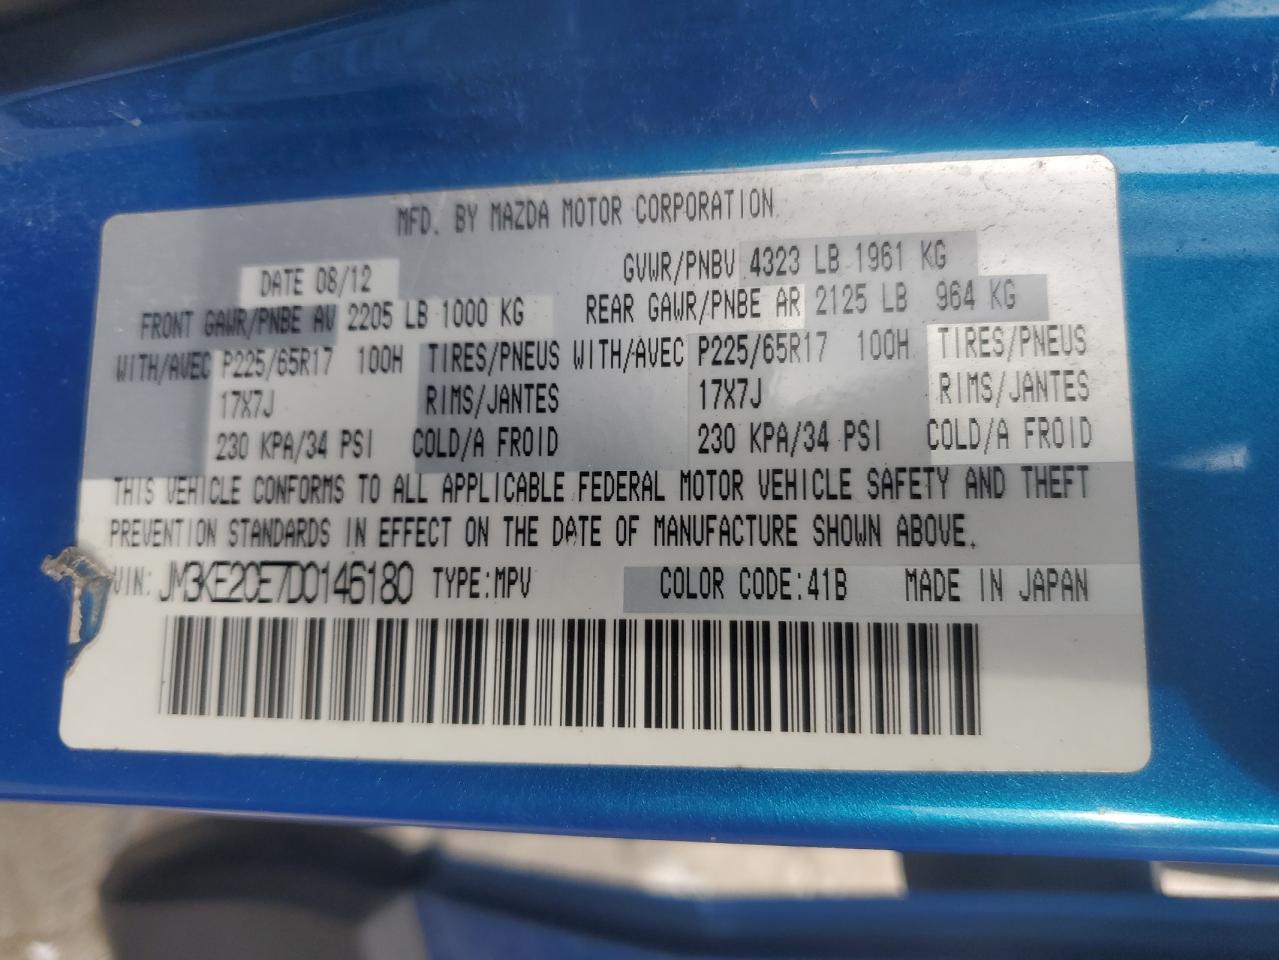 MFD. BY MAZDA MOTOR CORPORATION
DATE 08/12 GVWR/PNBV 4323 LB 1961 KG
FRONT GAWR/PNBE AV 2205 LB 1000 KG REAR GAWR/PNBE AR 2125 LB 964 KG
WITH/AVEC P225/65R17 100H TIRES/PNEUS WITH/AVEC P225/65R17 100H TIRES/PNEUS
17X7J RIMS/JANTES 17X7J RIMS/JANTES
230 KPA/34 PSI COLD/A FROID 230 KPA/34 PSI COLD/A FROID
THIS VEHICLE CONFORMS TO ALL APPLICABLE FEDERAL MOTOR VEHICLE SAFETY AND THEFT
PREVENTION STANDARDS IN EFFECT ON THE DATE OF MANUFACTURE SHOWN ABOVE.
VIN: JM3KE2CE7D0146180 TYPE:MPV COLOR CODE:41B MADE IN JAPAN